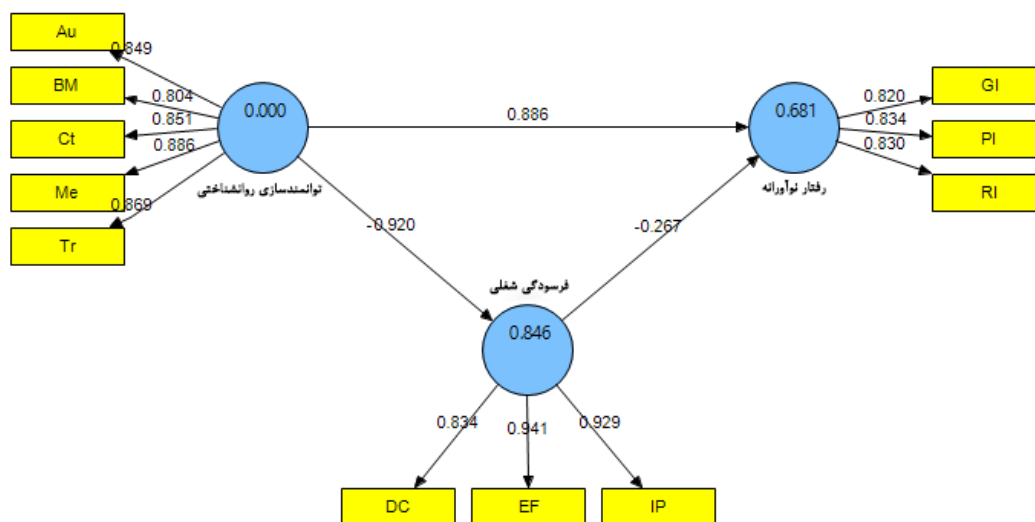 Au
0.849
BM
0.804
Ct
0.851
Me
0.886
Tr
0.869
0.000
توانمندسازی روانشناختی
0.886
-0.920
-0.267
0.681
رفتار نوآورانه
0.820
GI
0.834
PI
0.830
RI
فرسودگی شغلی
0.846
0.834
0.941
0.929
DC
EF
IP